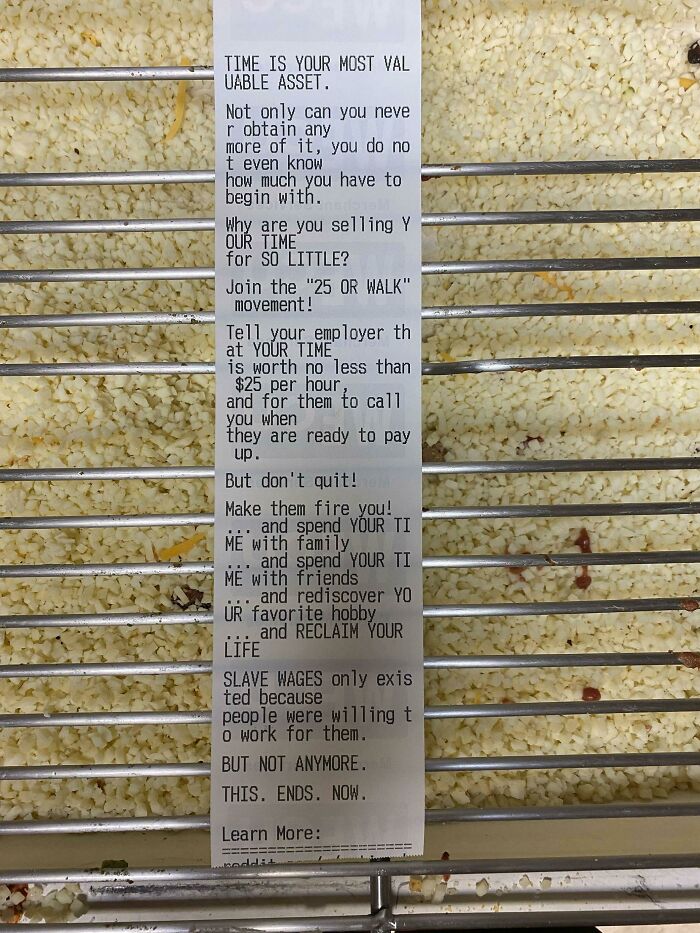 TIME IS YOUR MOST VAL
UABLE ASSET.
Not only can you neve
r obtain any
more of it, you do no
t even know
how much you have to
begin with.
Why are you selling Y
OUR TIME
for SO LITTLE?
Join the "25 OR WALK"
movement!
Tell your employer th
at YOUR TIME
is worth no less than
$25 per hour,
and for them to call
you when
they are ready to pay
up.
But don't quit!
Make them fire you!
... and spend YOUR TI
ME with family
... and spend YOUR TI
ME with friends
... and rediscover YO
UR favorite hobby
... and RECLAIM YOUR
LIFE
SLAVE WAGES only exis
ted because
people were willing t
o work for them.
BUT NOT ANYMORE.
THIS. ENDS. NOW.
Learn More:
=====================